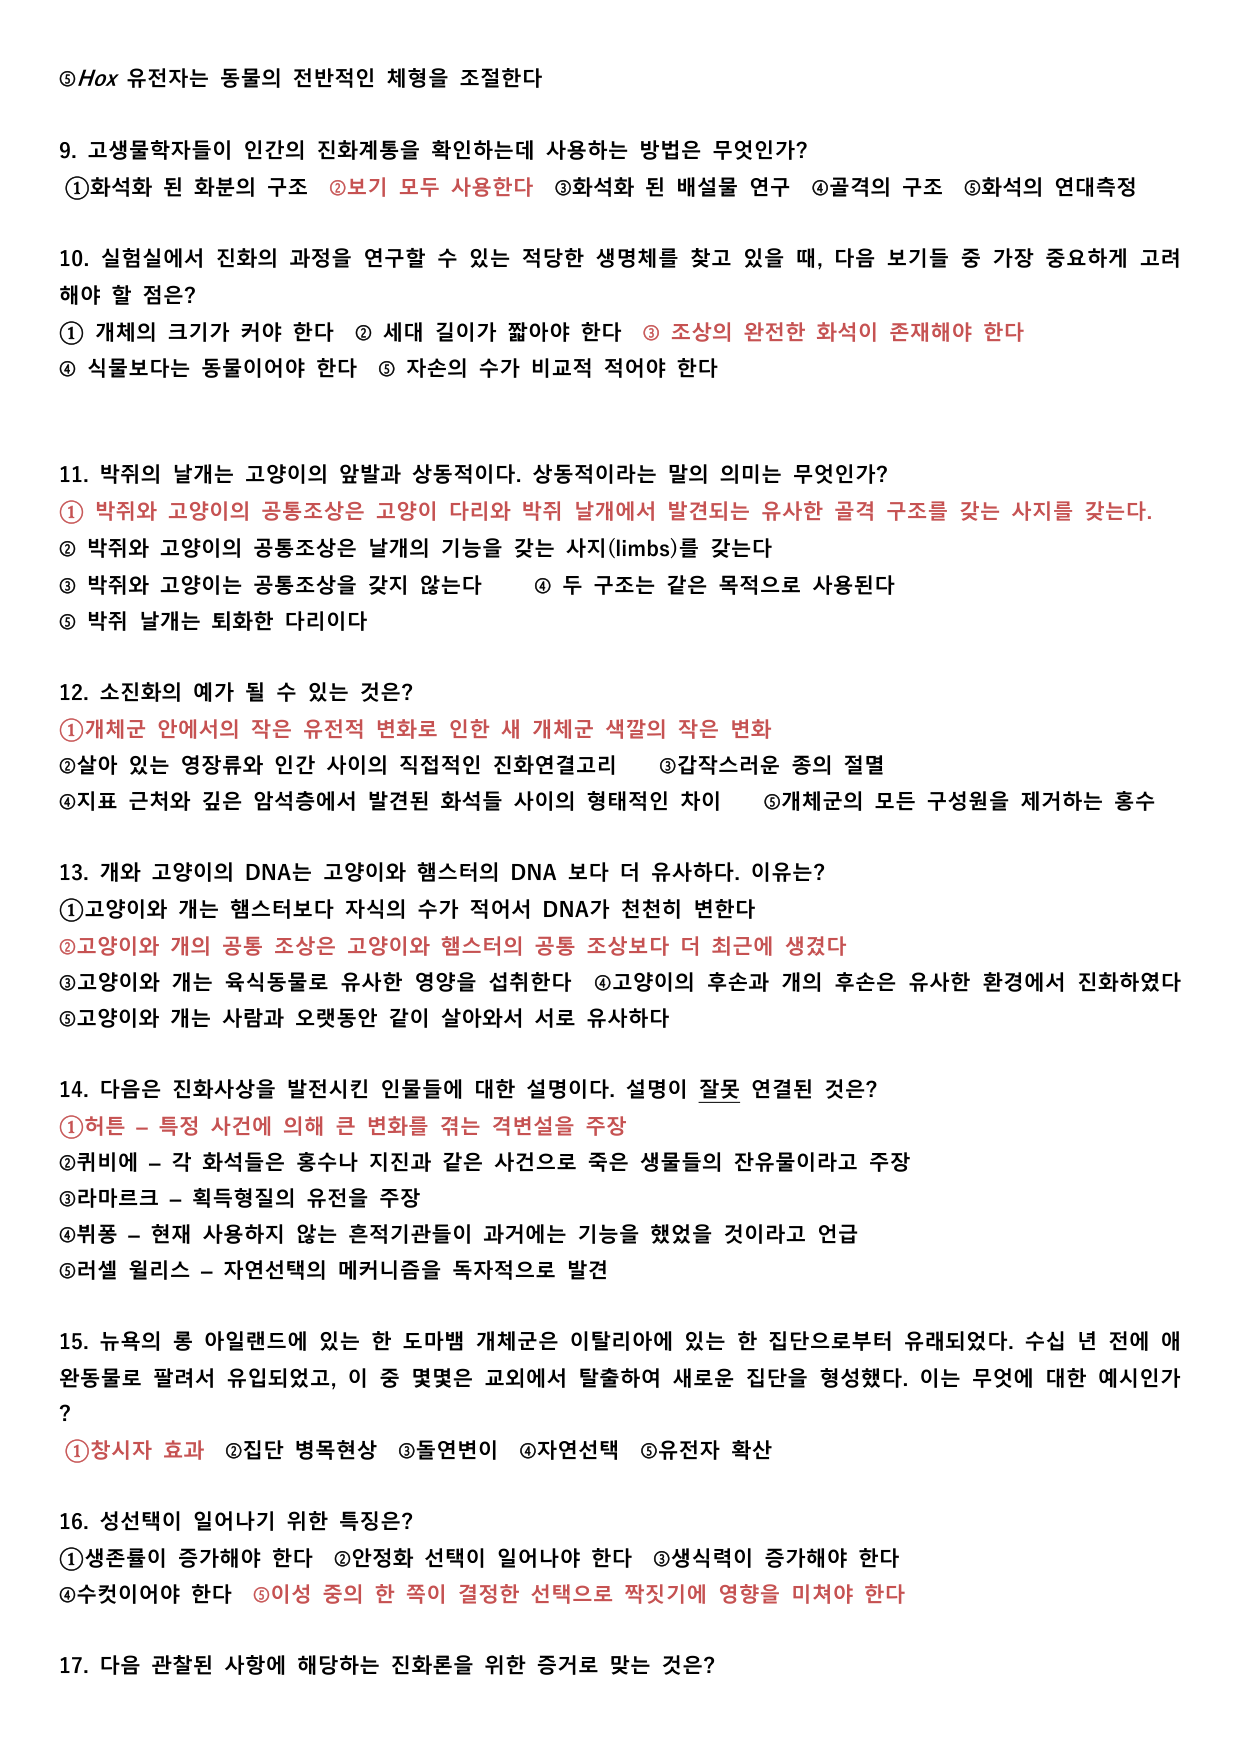 ⑤Hox 유전자는 동물의 전반적인 체형을 조절한다
9. 고생물학자들이 인간의 진화계통을 확인하는데 사용하는 방법은 무엇인가?
①화석화 된 화분의 구조 ②보기 모두 사용한다 ③화석화 된 배설물 연구 ④골격의 구조 ⑤화석의 연대측정
10. 실험실에서 진화의 과정을 연구할 수 있는 적당한 생명체를 찾고 있을 때, 다음 보기들 중 가장 중요하게 고려
해야 할 점은?
① 개체의 크기가 커야 한다 ② 세대 길이가 짧아야 한다 ③ 조상의 완전한 화석이 존재해야 한다
④ 식물보다는 동물이어야 한다 ⑤ 자손의 수가 비교적 적어야 한다
11. 박쥐의 날개는 고양이의 앞발과 상동적이다. 상동적이라는 말의 의미는 무엇인가?
① 박쥐와 고양이의 공통조상은 고양이 다리와 박쥐 날개에서 발견되는 유사한 골격 구조를 갖는 사지를 갖는다.
② 박쥐와 고양이의 공통조상은 날개의 기능을 갖는 사지(limbs)를 갖는다
③ 박쥐와 고양이는 공통조상을 갖지 않는다 ④ 두 구조는 같은 목적으로 사용된다
⑤ 박쥐 날개는 퇴화한 다리이다
12. 소진화의 예가 될 수 있는 것은?
①개체군 안에서의 작은 유전적 변화로 인한 새 개체군 색깔의 작은 변화
②살아 있는 영장류와 인간 사이의 직접적인 진화연결고리 ③갑작스러운 종의 절멸
④지표 근처와 깊은 암석층에서 발견된 화석들 사이의 형태적인 차이 ⑤개체군의 모든 구성원을 제거하는 홍수
13. 개와 고양이의 DNA는 고양이와 햄스터의 DNA 보다 더 유사하다. 이유는?
①고양이와 개는 햄스터보다 자식의 수가 적어서 DNA가 천천히 변한다
②고양이와 개의 공통 조상은 고양이와 햄스터의 공통 조상보다 더 최근에 생겼다
③고양이와 개는 육식동물로 유사한 영양을 섭취한다 ④고양이의 후손과 개의 후손은 유사한 환경에서 진화하였다
⑤고양이와 개는 사람과 오랫동안 같이 살아와서 서로 유사하다
14. 다음은 진화사상을 발전시킨 인물들에 대한 설명이다. 설명이 잘못 연결된 것은?
①허튼 – 특정 사건에 의해 큰 변화를 겪는 격변설을 주장
②퀴비에 – 각 화석들은 홍수나 지진과 같은 사건으로 죽은 생물들의 잔유물이라고 주장
③라마르크 – 획득형질의 유전을 주장
④뷔퐁 – 현재 사용하지 않는 흔적기관들이 과거에는 기능을 했었을 것이라고 언급
⑤러셀 윌리스 – 자연선택의 메커니즘을 독자적으로 발견
15. 뉴욕의 롱 아일랜드에 있는 한 도마뱀 개체군은 이탈리아에 있는 한 집단으로부터 유래되었다. 수십 년 전에 애
완동물로 팔려서 유입되었고, 이 중 몇몇은 교외에서 탈출하여 새로운 집단을 형성했다. 이는 무엇에 대한 예시인가
?
①창시자 효과 ②집단 병목현상 ③돌연변이 ④자연선택 ⑤유전자 확산
16. 성선택이 일어나기 위한 특징은?
①생존률이 증가해야 한다 ②안정화 선택이 일어나야 한다 ③생식력이 증가해야 한다
④수컷이어야 한다 ⑤이성 중의 한 쪽이 결정한 선택으로 짝짓기에 영향을 미쳐야 한다
17. 다음 관찰된 사항에 해당하는 진화론을 위한 증거로 맞는 것은?